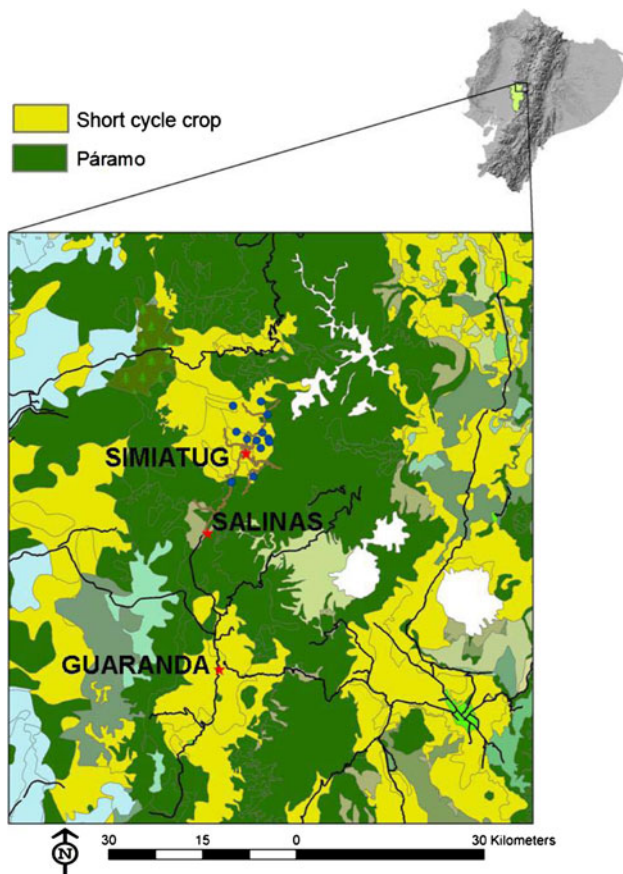 Short cycle crop
Páramo
SIMIATUG
SALINAS
GUARANDA
N
30 15 0 30 Kilometers